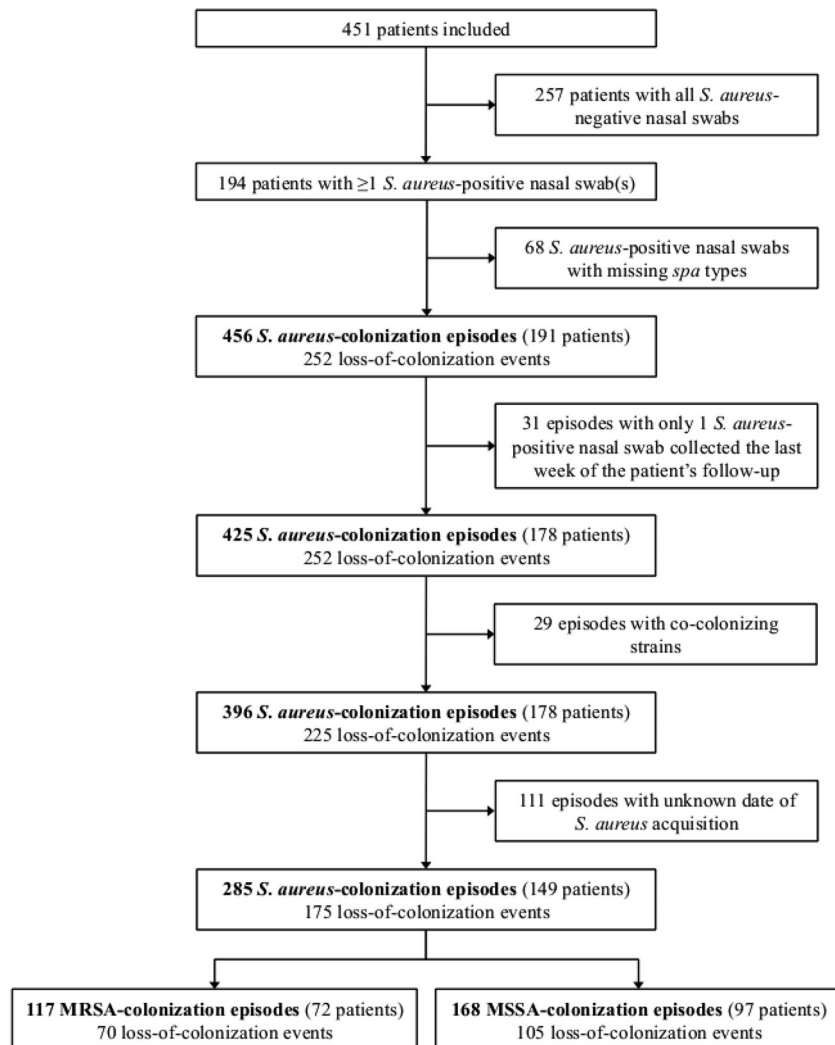 451 patients included
257 patients with all S. aureus-
negative nasal swabs
194 patients with ≥1 S. aureus-positive nasal swab(s)
68 S. aureus-positive nasal swabs
with missing spa types
456 S. aureus-colonization episodes (191 patients)
252 loss-of-colonization events
31 episodes with only 1 S. aureus-
positive nasal swab collected the last
week of the patient’s follow-up
425 S. aureus-colonization episodes (178 patients)
252 loss-of-colonization events
29 episodes with co-colonizing
strains
396 S. aureus-colonization episodes (178 patients)
225 loss-of-colonization events
111 episodes with unknown date of
S. aureus acquisition
285 S. aureus-colonization episodes (149 patients)
175 loss-of-colonization events
117 MRSA-colonization episodes (72 patients)
70 loss-of-colonization events
168 MSSA-colonization episodes (97 patients)
105 loss-of-colonization events